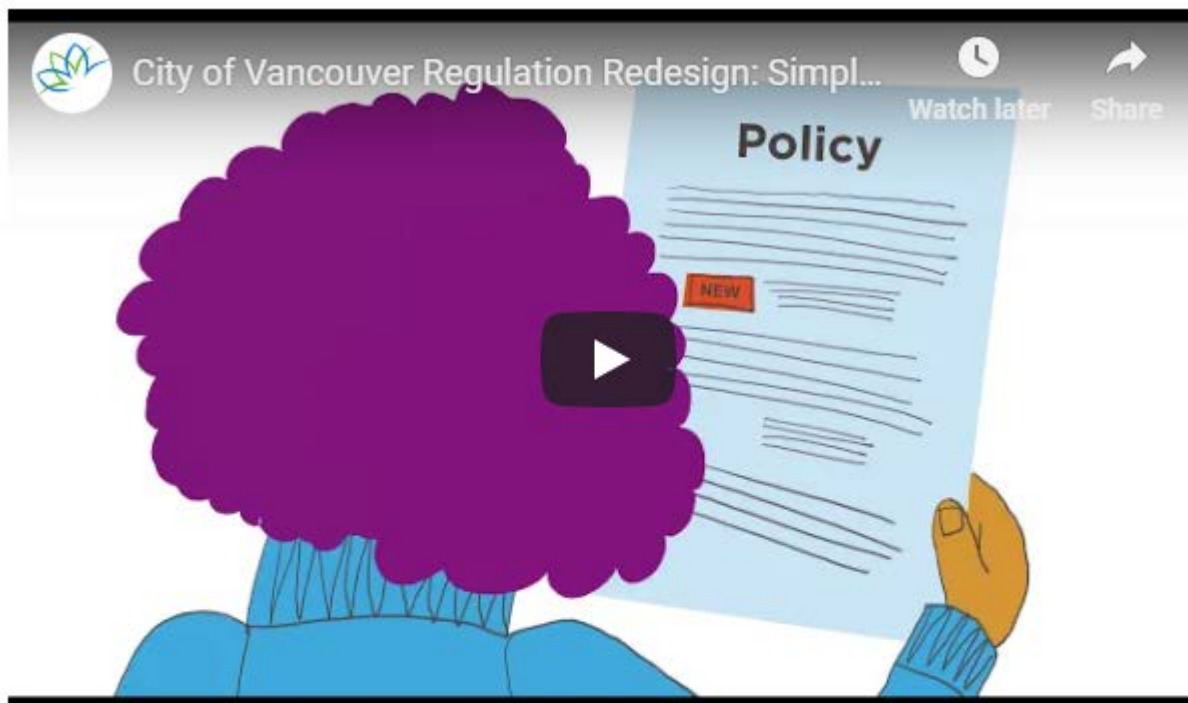 City of Vancouver Regulation Redesign: Simpl...
Watch later
Share
Policy
NEW